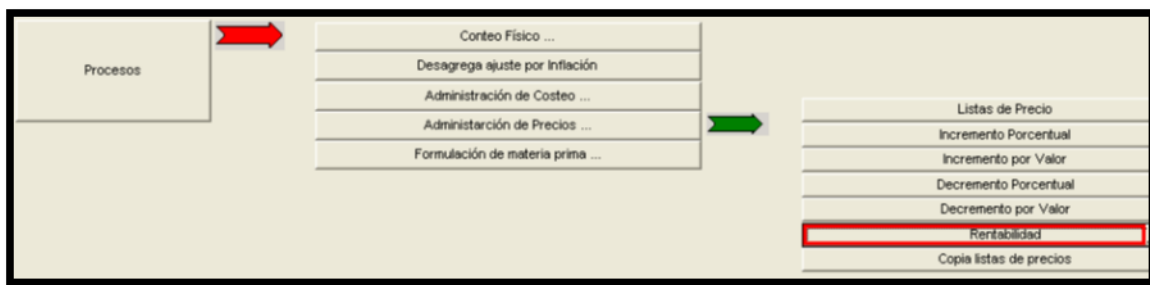 Procesos
Conteo Físico ...
Desagrega ajuste por Inflación
Administración de Costeo ...
Administarción de Precios ...
Formulación de materia prima ...
Listas de Precio
Incremento Porcentual
Incremento por Valor
Decremento Porcentual
Decremento por Valor
Rentabilidad
Copia listas de precios